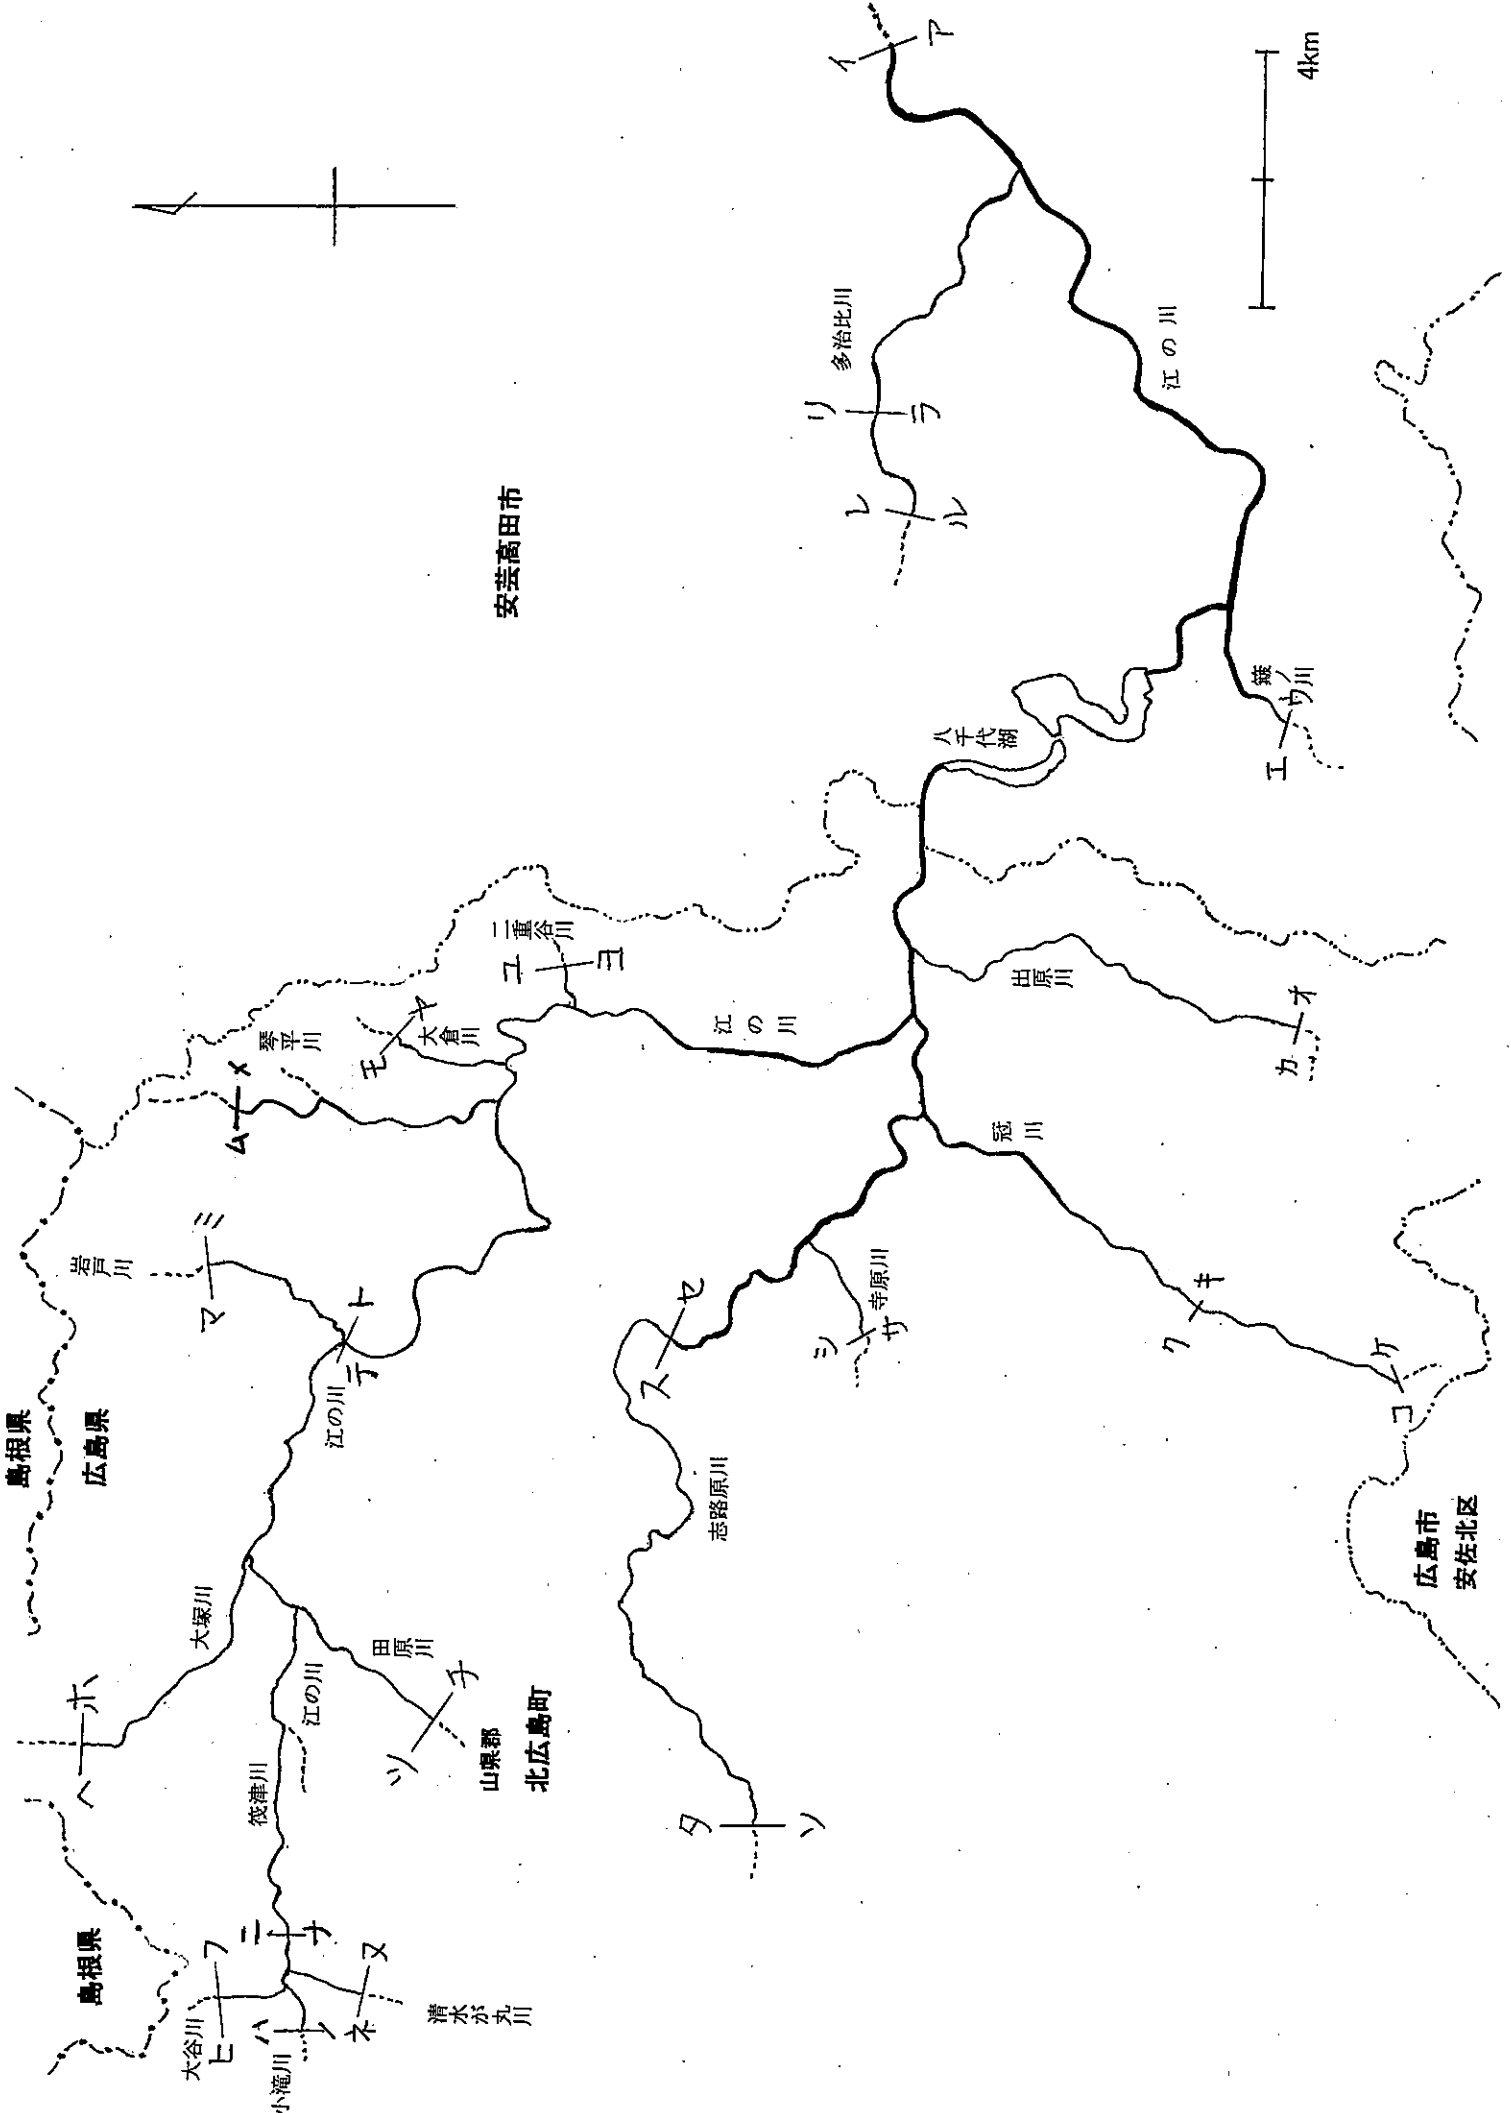 島根県
広島県
島根県
安芸高田市
山県郡
北広島町
広島市
安佐北区
4km
大谷川
小滝川
清水が丸川
筏津川
江の川
田原川
大塚川
江の川
岩戸川
琴平川
大倉川
二重谷川
江の川
志路原川
寺原川
冠川
出原川
八千代湖
江の川
多治比川
ア
イ
ウ
エ
オ
カ
キ
ク
ケ
コ
サ
シ
ス
セ
ソ
タ
チ
ツ
テ
ト
ナ
ニ
ヌ
ネ
ノ
ハ
ヒ
フ
ヘ
ホ
マ
ミ
ム
メ
モ
ヤ
ユ
ヨ
ラ
リ
ル
レ